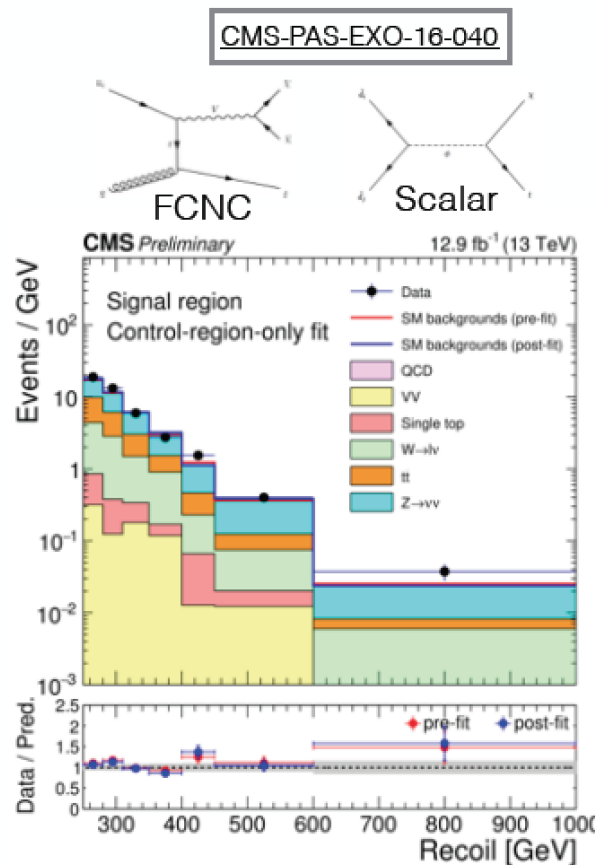 CMS-PAS-EXO-16-040
FCNC
Scalar
CMS Preliminary
12.9 fb⁻¹ (13 TeV)
Events / GeV
Signal region
Control-region-only fit
Data
SM backgrounds (pre-fit)
SM backgrounds (post-fit)
QCD
VV
Single top
W→lν
tt
Z→νν
10²
10
1
10⁻¹
10⁻²
10⁻³
Data / Pred.
2.5
2
1.5
1
0.5
0
pre-fit
post-fit
300 400 500 600 700 800 900 1000
Recoil [GeV]